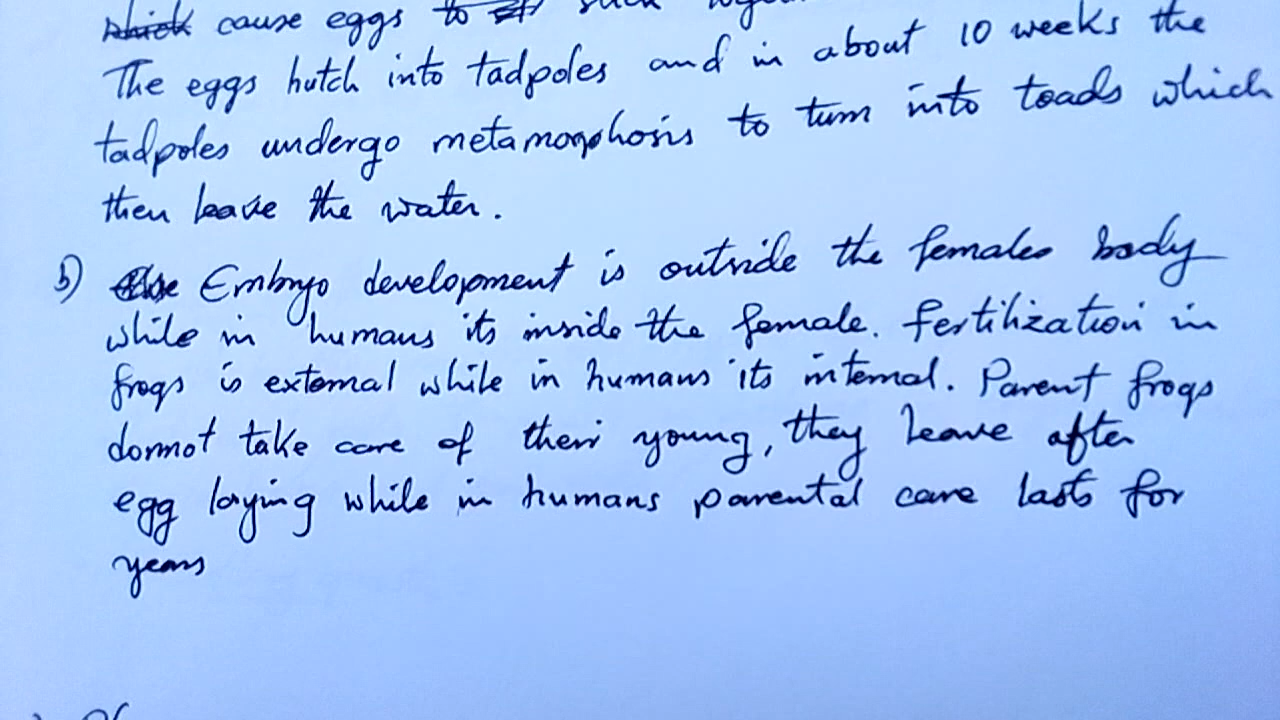 cause eggs to stick
The eggs hutch into tadpoles and in about 10 weeks the
tadpoles undergo metamorphosis to turn into toads which
then leave the water.
b) Embryo development is outside the females body
while in humans its inside the female. Fertilization in
frogs is external while in humans its internal. Parent frogs
donnot take care of their young, they leave after
egg laying while in humans parental care lasts for
years